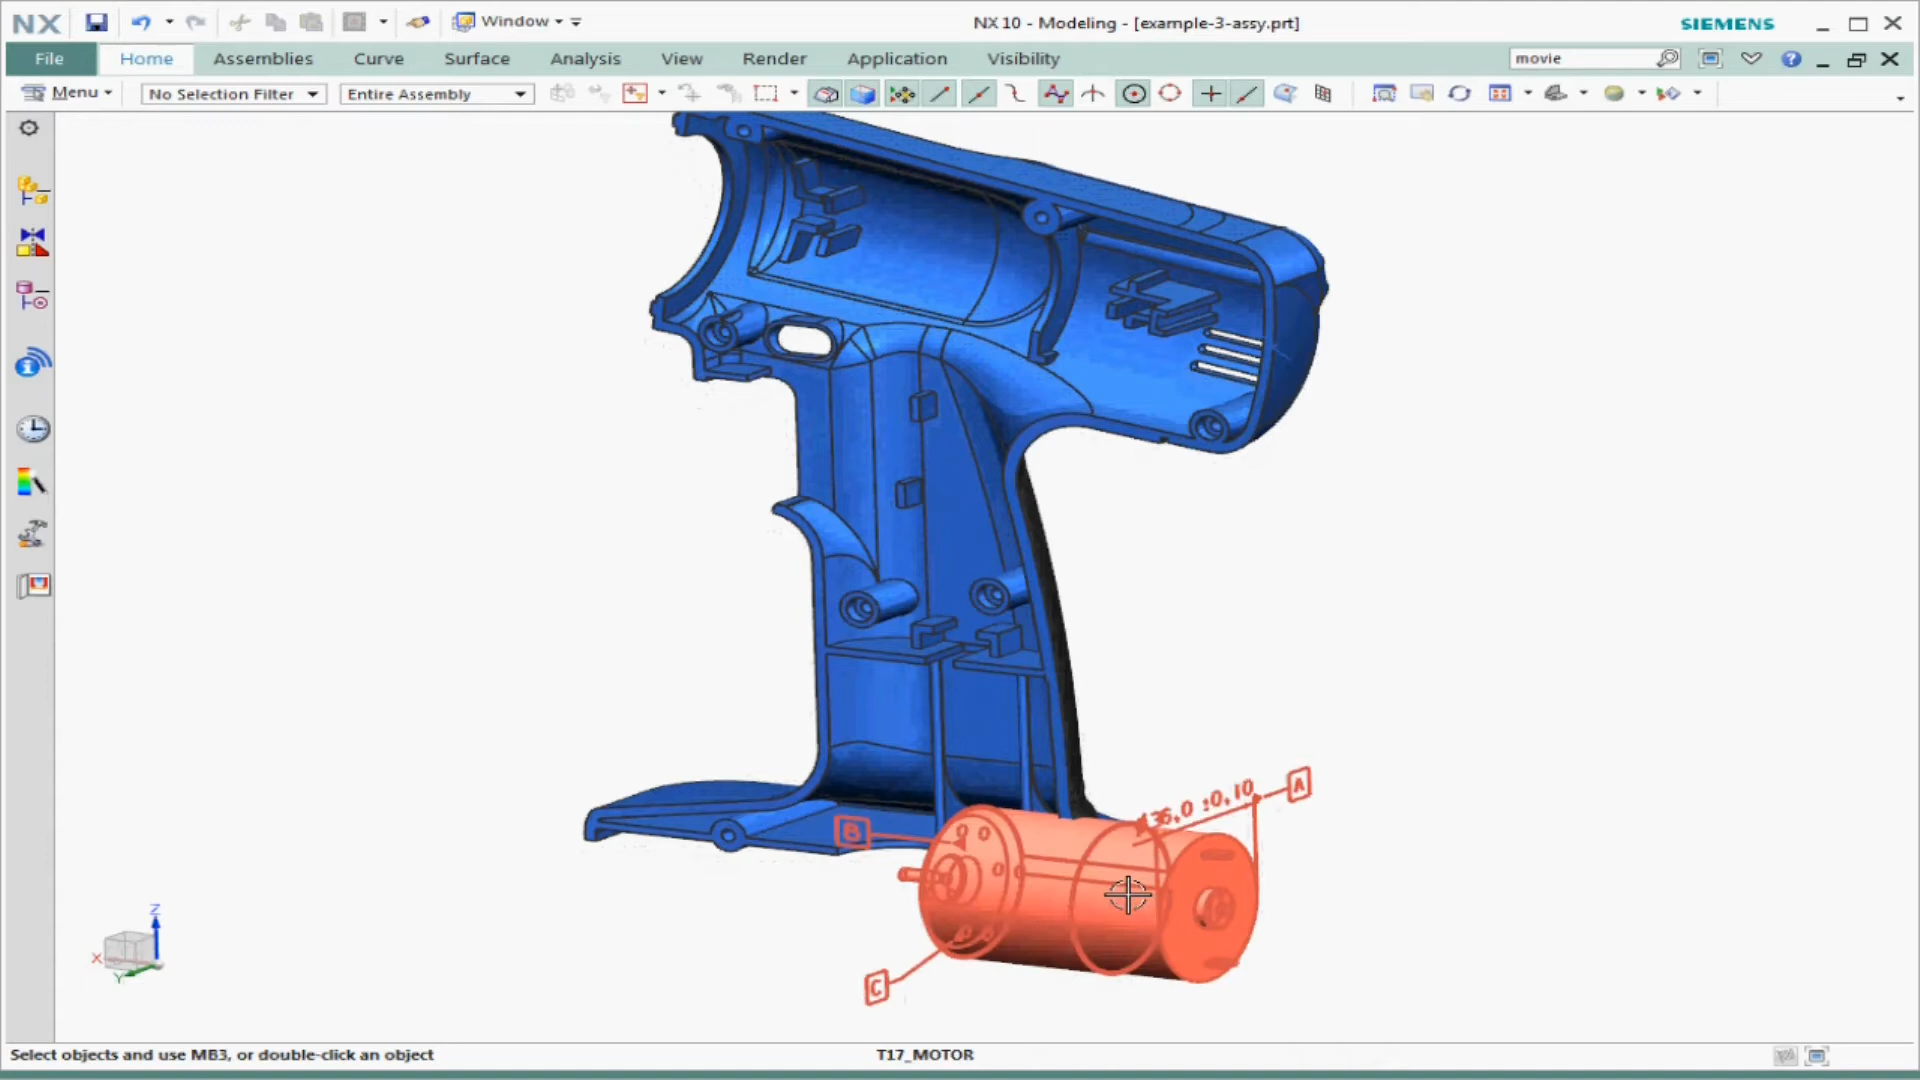 NX
Window
NX 10 - Modeling - [example-3-assy.prt]
SIEMENS
File
Home
Assemblies
Curve
Surface
Analysis
View
Render
Application
Visibility
movie
Menu
No Selection Filter
Entire Assembly
A
B
C
Z
X
Y
Select objects and use MB3, or double-click an object
T17_MOTOR